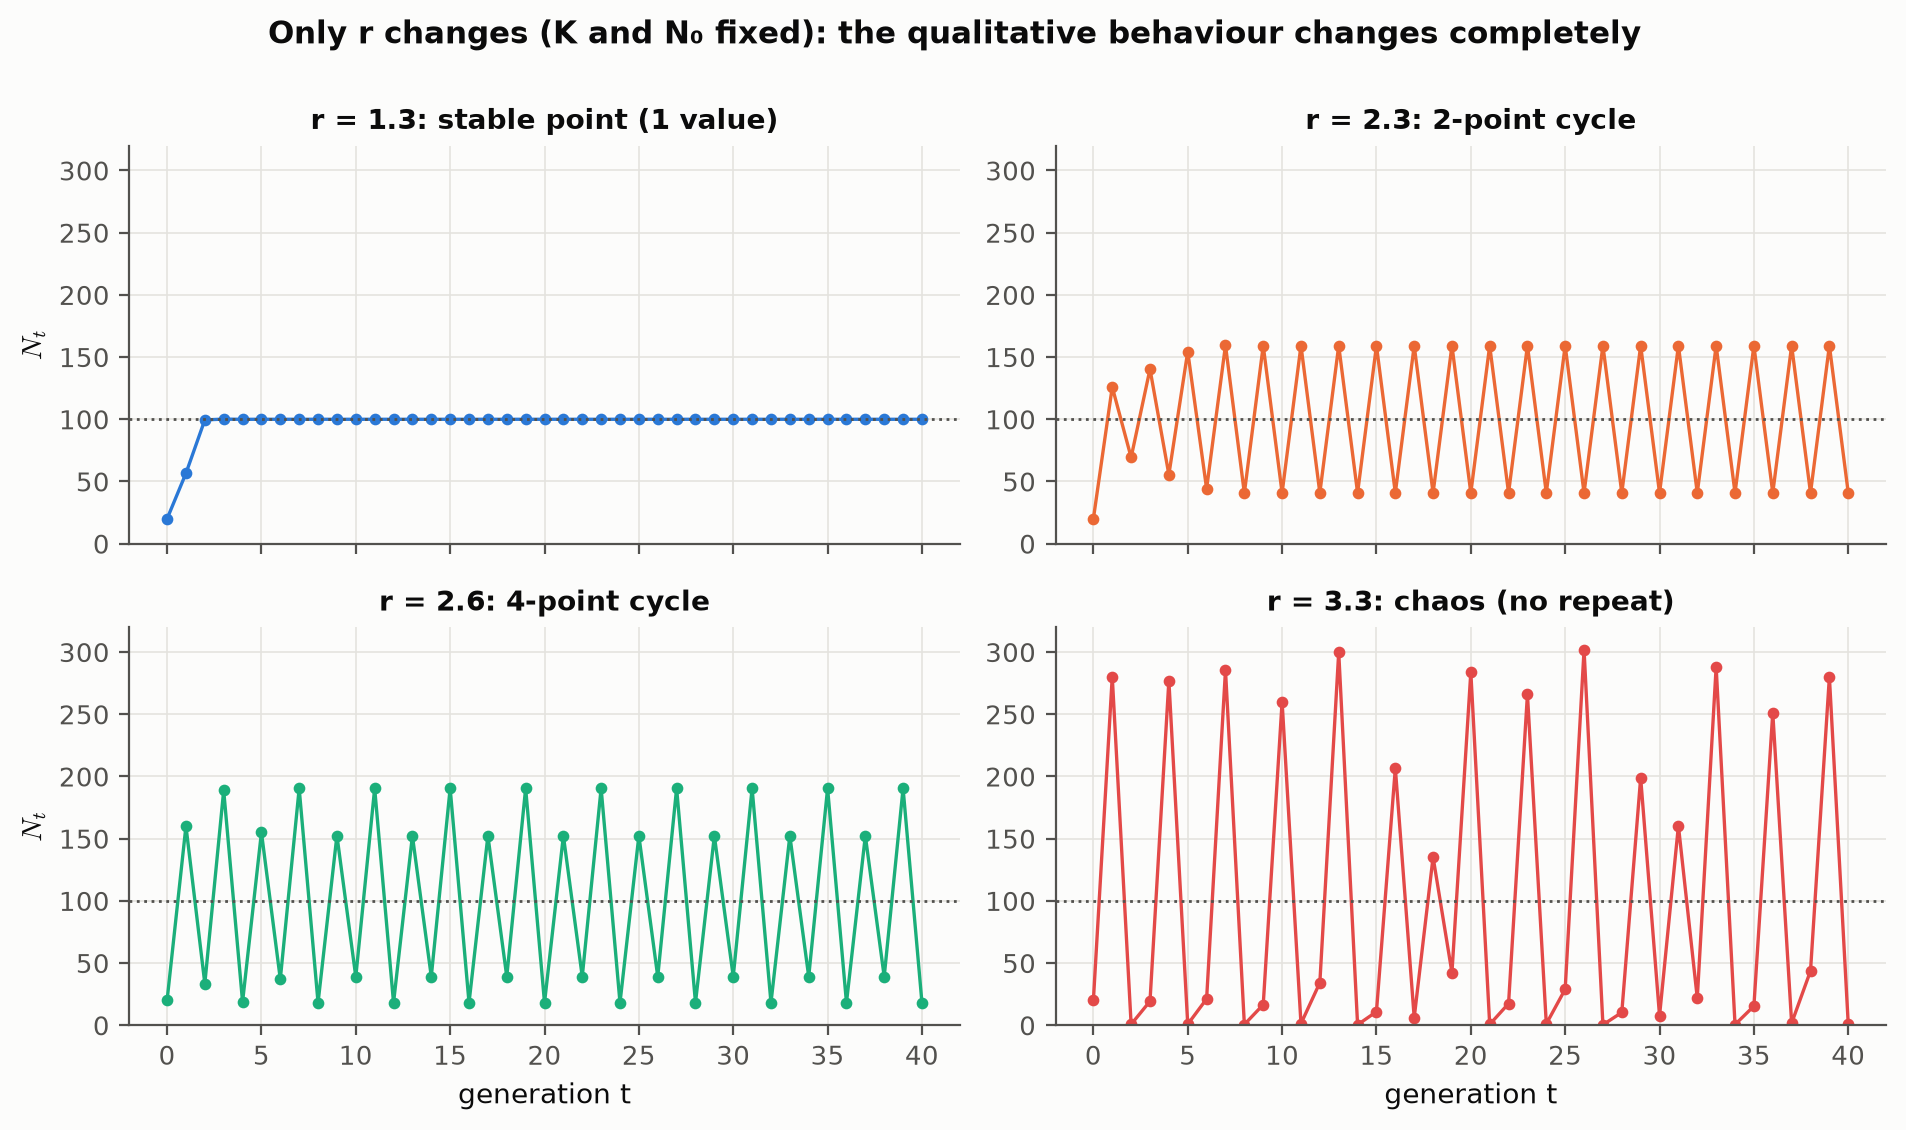 Only r changes (K and N₀ fixed): the qualitative behaviour changes completely
r = 1.3: stable point (1 value)
300
250
200
150
100
50
0
Nt
r = 2.3: 2-point cycle
300
250
200
150
100
50
0
r = 2.6: 4-point cycle
300
250
200
150
100
50
0
Nt
0 5 10 15 20 25 30 35 40
generation t
r = 3.3: chaos (no repeat)
300
250
200
150
100
50
0
0 5 10 15 20 25 30 35 40
generation t